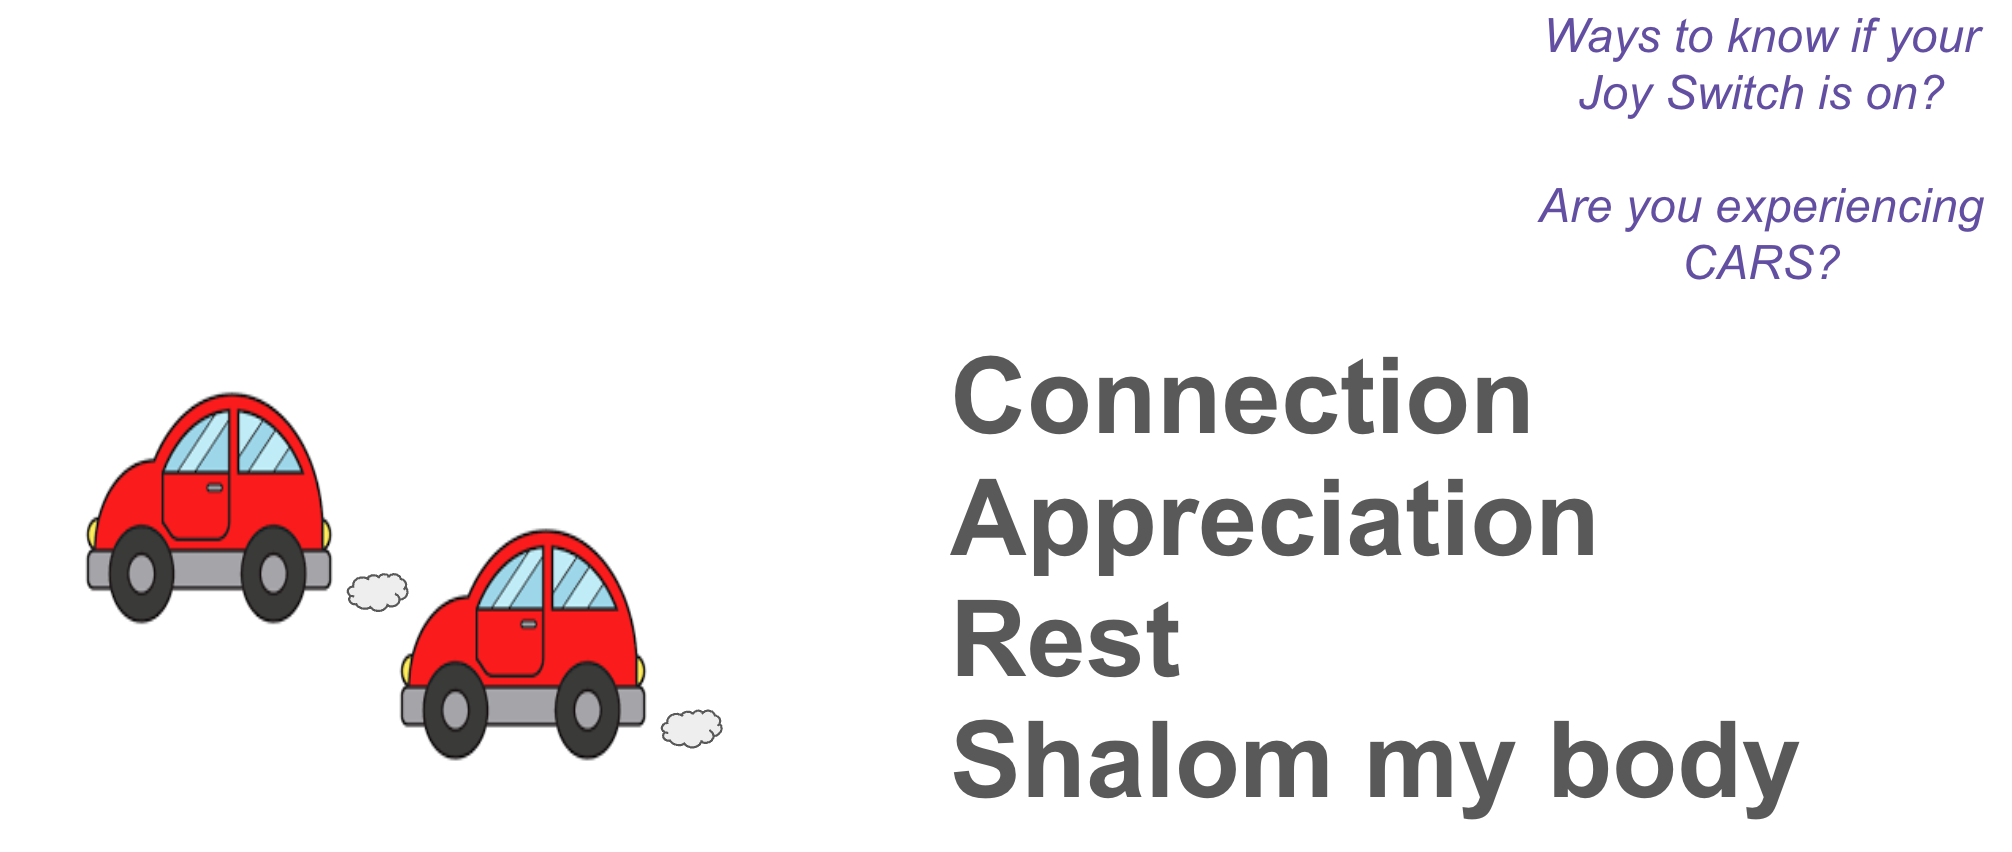 Ways to know if your
Joy Switch is on?
Are you experiencing
CARS?
Connection
Appreciation
Rest
Shalom my body